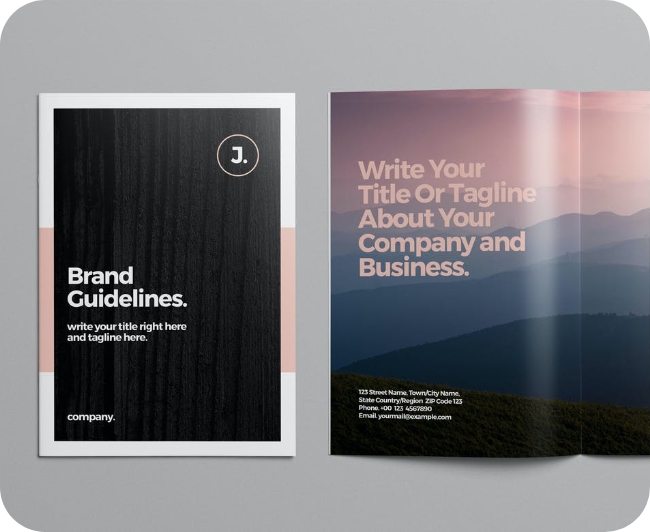 J.
Brand
Guidelines.
write your title right here
and tagline here.
company.
Write Your
Title Or Tagline
About Your
Company and
Business.
123 Street Name, Town/City Name,
State Country/Region ZIP Code 123
Phone. +00 123 4567890
Email. yourmail@example.com